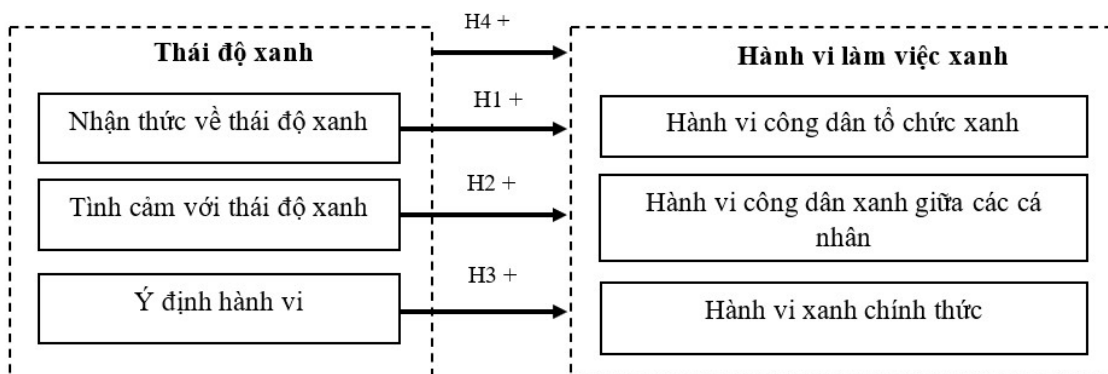 H4 +
Thái độ xanh
Hành vi làm việc xanh
Nhận thức về thái độ xanh
H1 +
Hành vi công dân tổ chức xanh
Tình cảm với thái độ xanh
H2 +
Hành vi công dân xanh giữa các cá
nhân
Ý định hành vi
H3 +
Hành vi xanh chính thức